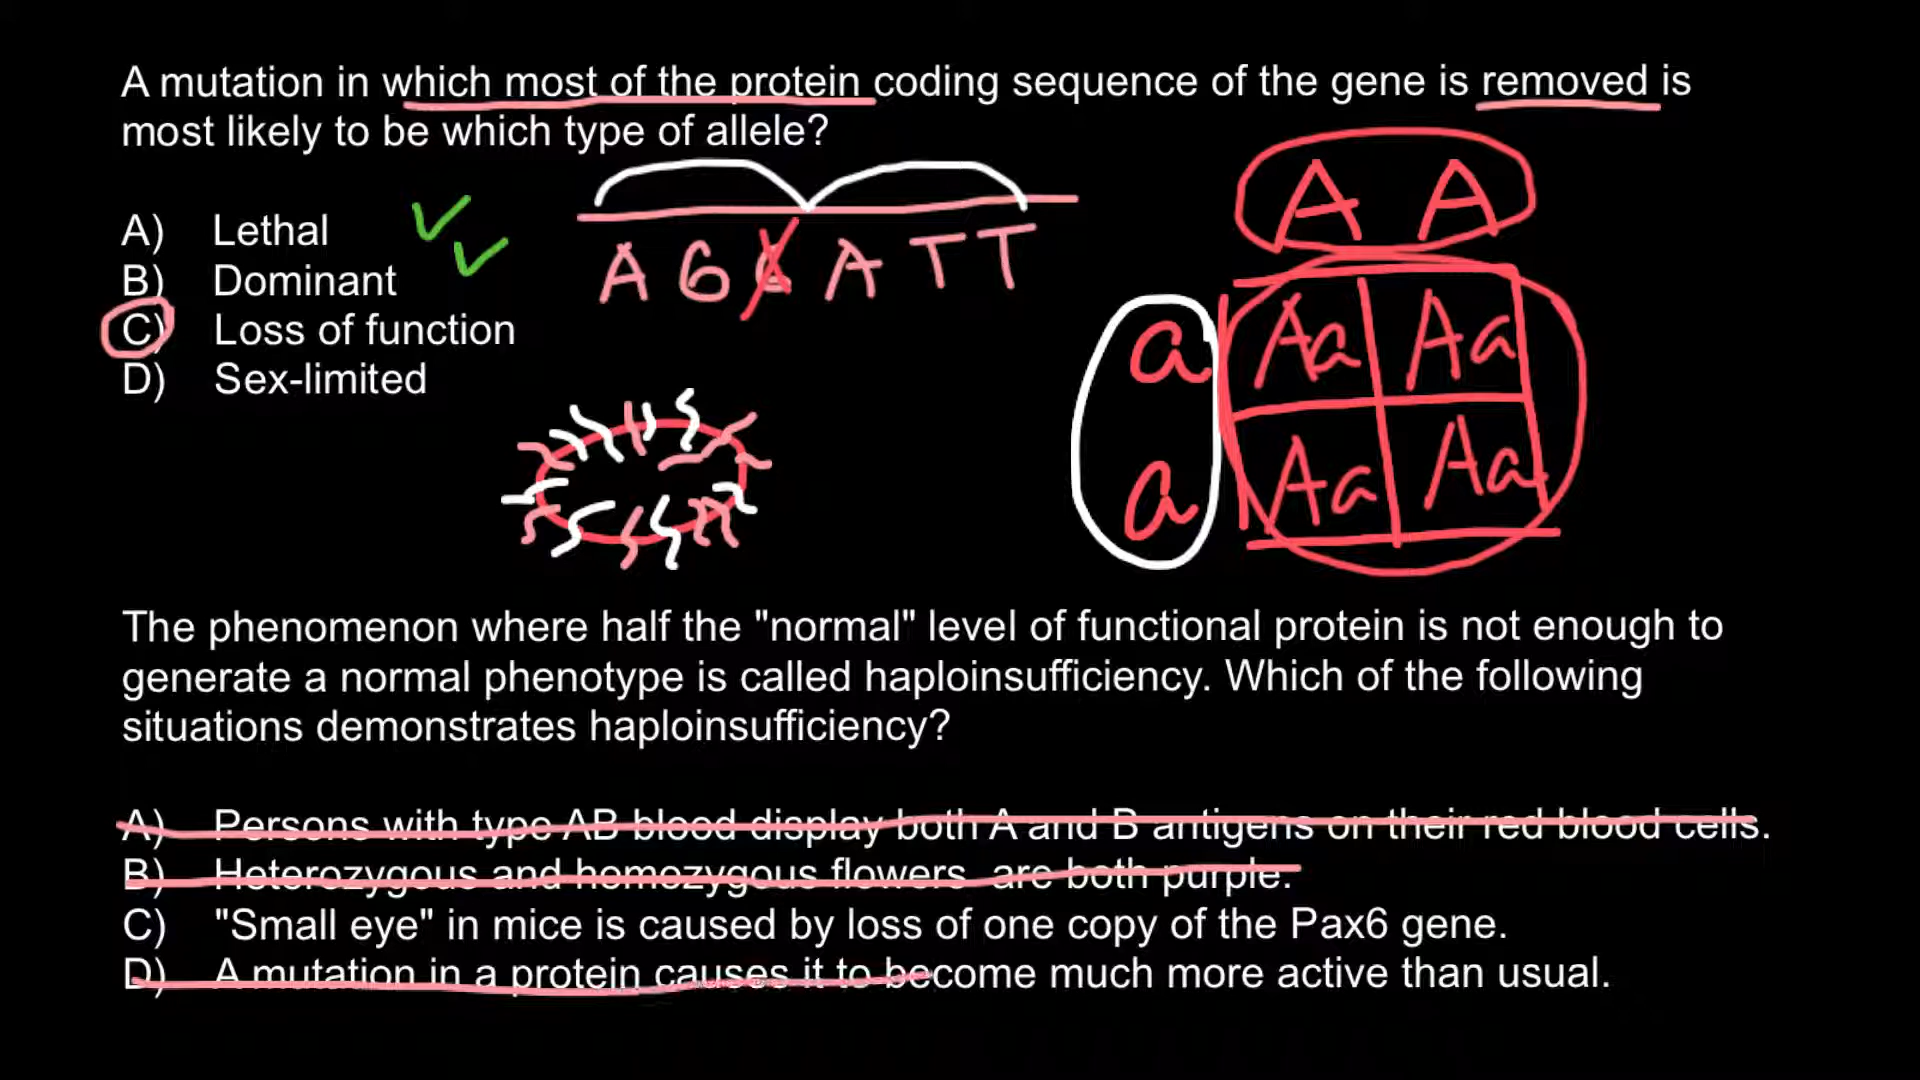 A mutation in which most of the protein coding sequence of the gene is removed is
most likely to be which type of allele?
A) Lethal
B) Dominant
C) Loss of function
D) Sex-limited
A G A T T
A A
a Aa Aa
a Aa Aa
The phenomenon where half the "normal" level of functional protein is not enough to
generate a normal phenotype is called haploinsufficiency. Which of the following
situations demonstrates haploinsufficiency?
A) Persons with type AB blood display both A and B antigens on their red blood cells.
B) Heterozygous and homozygous flowers are both purple.
C) "Small eye" in mice is caused by loss of one copy of the Pax6 gene.
D) A mutation in a protein causes it to become much more active than usual.